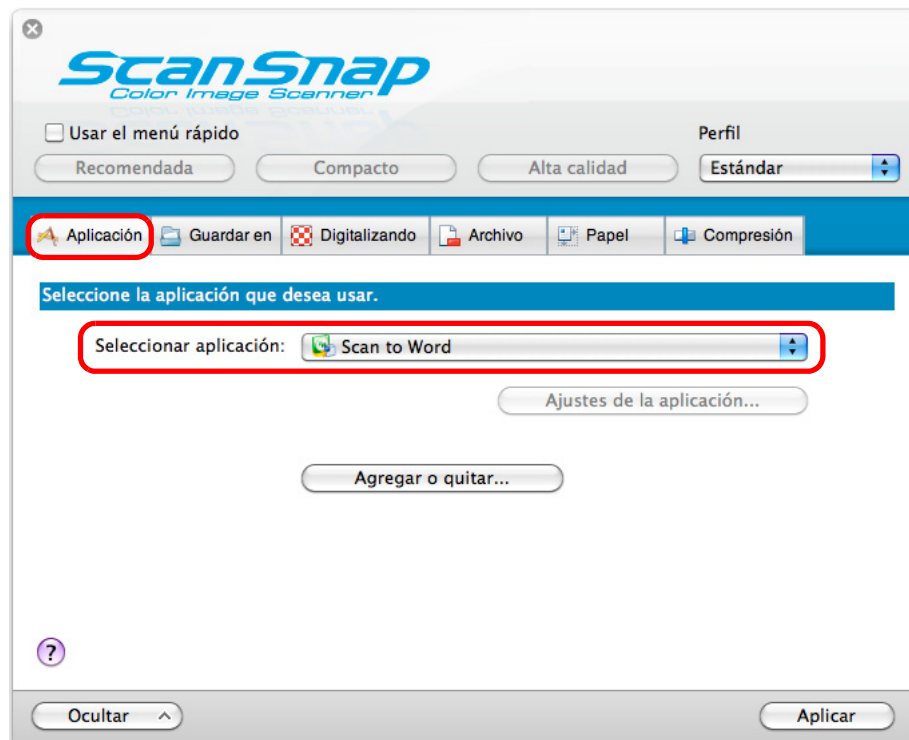 ScanSnap
Color Image Scanner
Usar el menú rápido
Perfil
Recomendada Compacto Alta calidad Estándar
Aplicación Guardar en Digitalizando Archivo Papel Compresión
Seleccione la aplicación que desea usar.
Seleccionar aplicación: Scan to Word
Ajustes de la aplicación...
Agregar o quitar...
?
Ocultar Aplicar